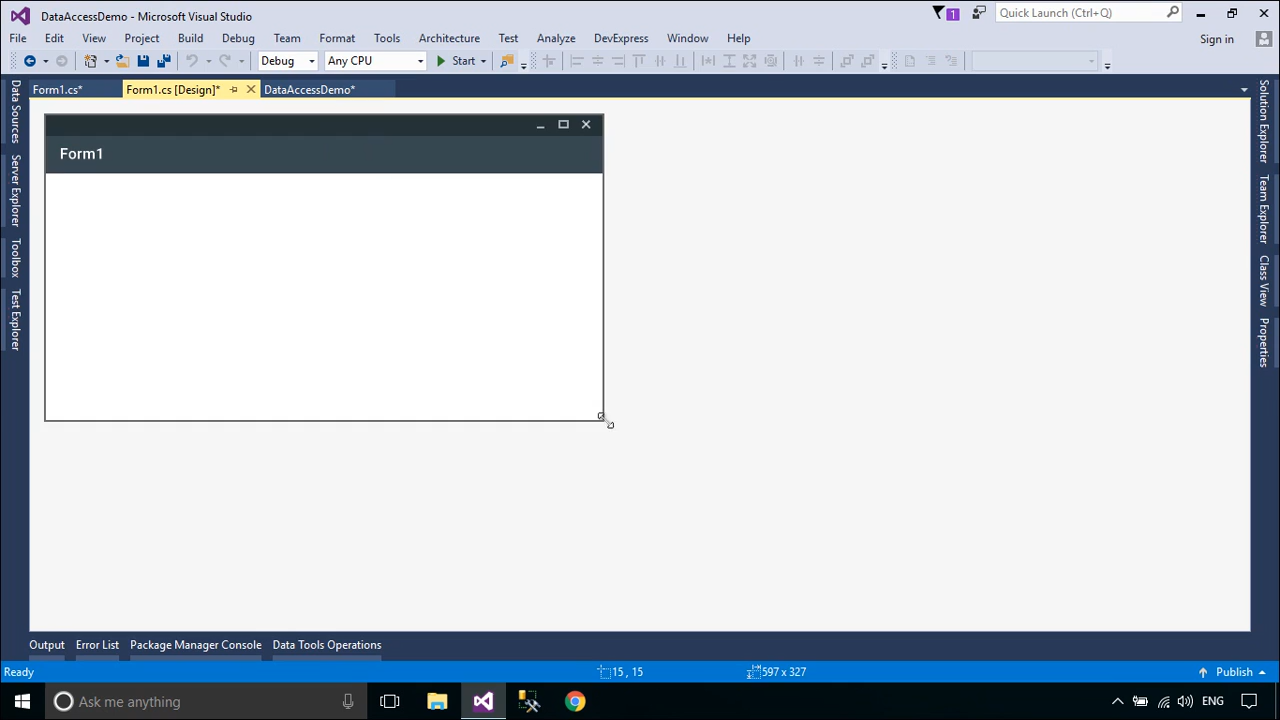 DataAccessDemo - Microsoft Visual Studio
1
Quick Launch (Ctrl+Q)
File Edit View Project Build Debug Team Format Tools Architecture Test Analyze DevExpress Window Help
Sign in
Debug Any CPU Start
Form1.cs* Form1.cs [Design]* DataAccessDemo*
Data Sources
Server Explorer
Toolbox
Test Explorer
Form1
Solution Explorer
Team Explorer
Class View
Properties
Output Error List Package Manager Console Data Tools Operations
Ready 15 , 15 597 x 327 Publish
Ask me anything ENG